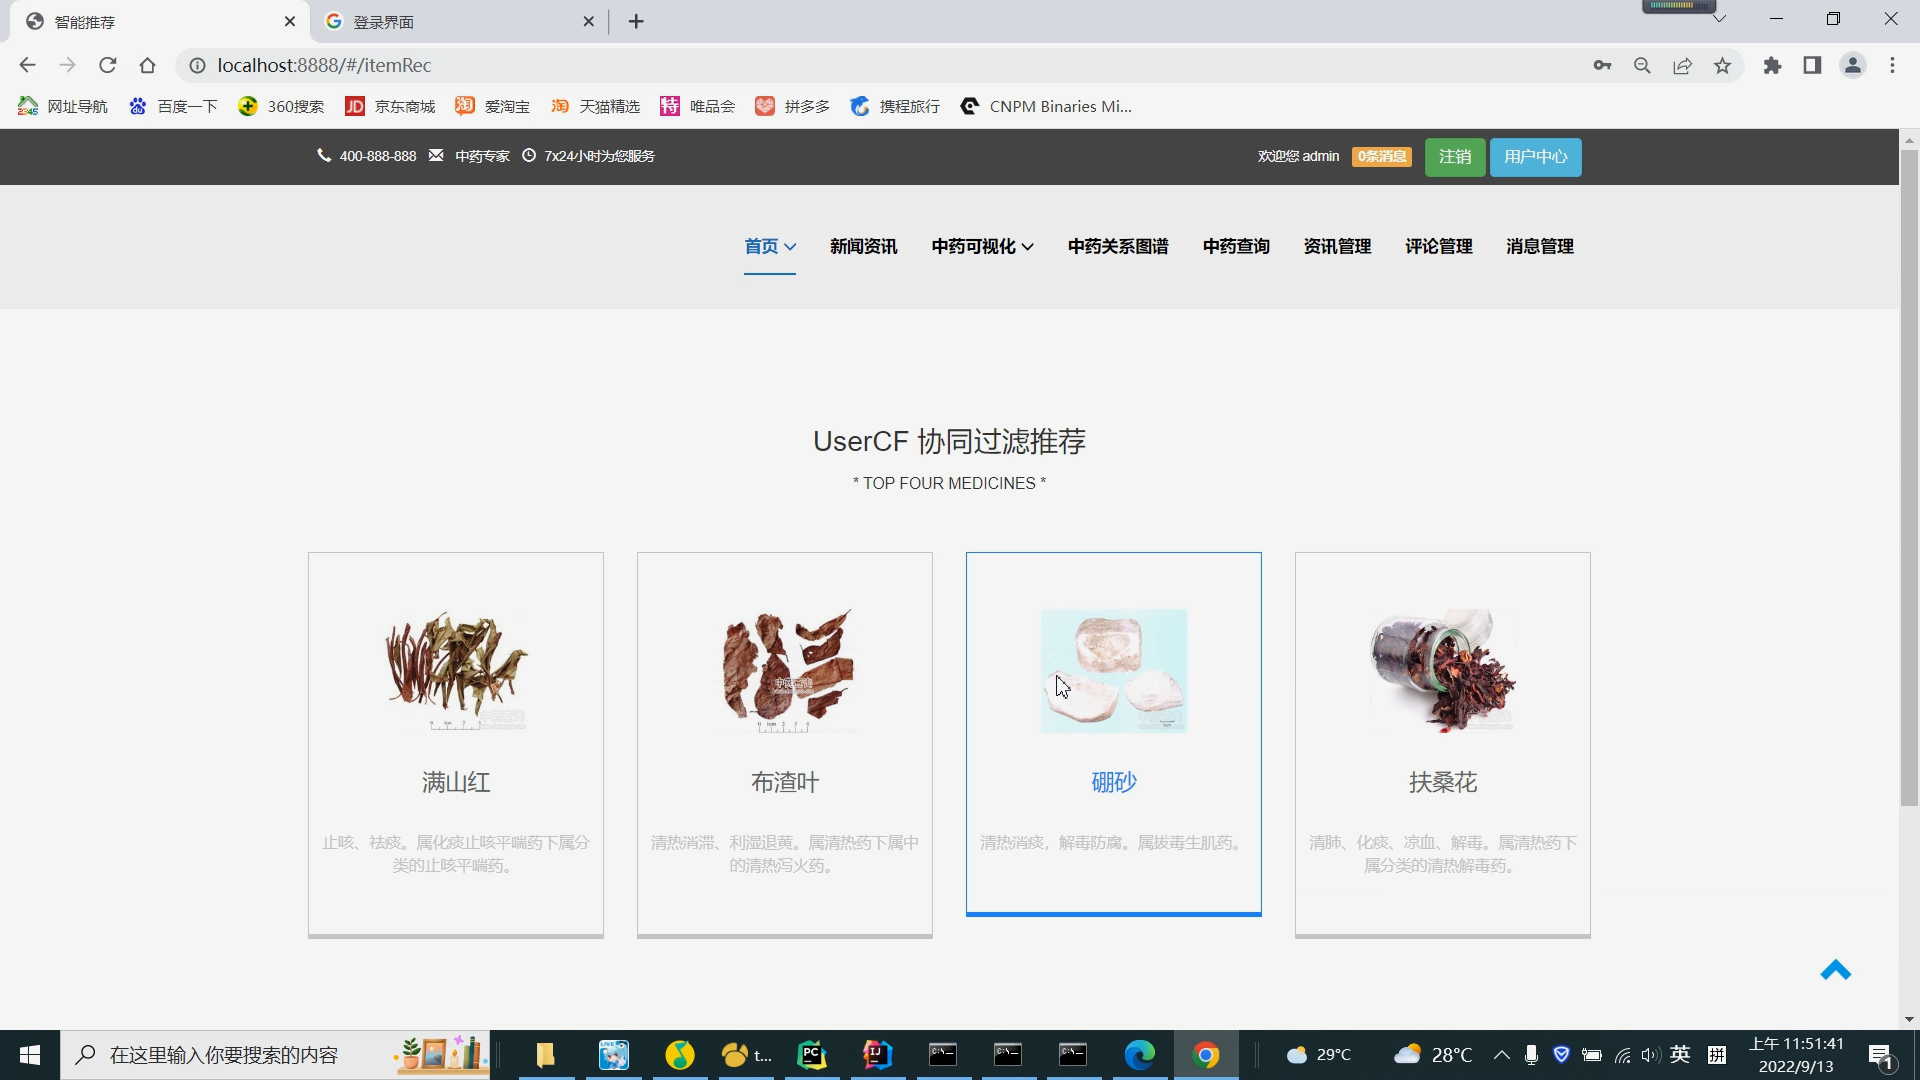 智能推荐
登录界面
localhost:8888/#/itemRec
网址导航 百度一下 360搜索 京东商城 爱淘宝 天猫精选 唯品会 拼多多 携程旅行 CNPM Binaries Mi...
400-888-888 中药专家 7x24小时为您服务
欢迎您 admin 0条消息 注销 用户中心
首页 新闻资讯 中药可视化 中药关系图谱 中药查询 资讯管理 评论管理 消息管理
UserCF 协同过滤推荐
* TOP FOUR MEDICINES *
满山红
止咳、祛痰。属化痰止咳平喘药下属分
类的止咳平喘药。
布渣叶
清热消滞、利湿退黄。属清热药下属中
的清热泻火药。
硼砂
清热消痰，解毒防腐。属拔毒生肌药。
扶桑花
清肺、化痰、凉血、解毒。属清热药下
属分类的清热解毒药。
在这里输入你要搜索的内容
t...
29°C
28°C
英
拼
上午 11:51:41
2022/9/13
1